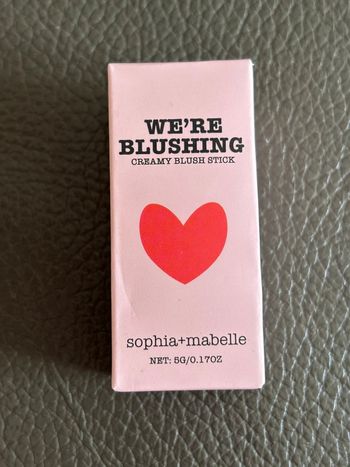 WE'RE
BLUSHING
CREAMY BLUSH STICK
sophia+mabelle
NET: 5G/0.17OZ